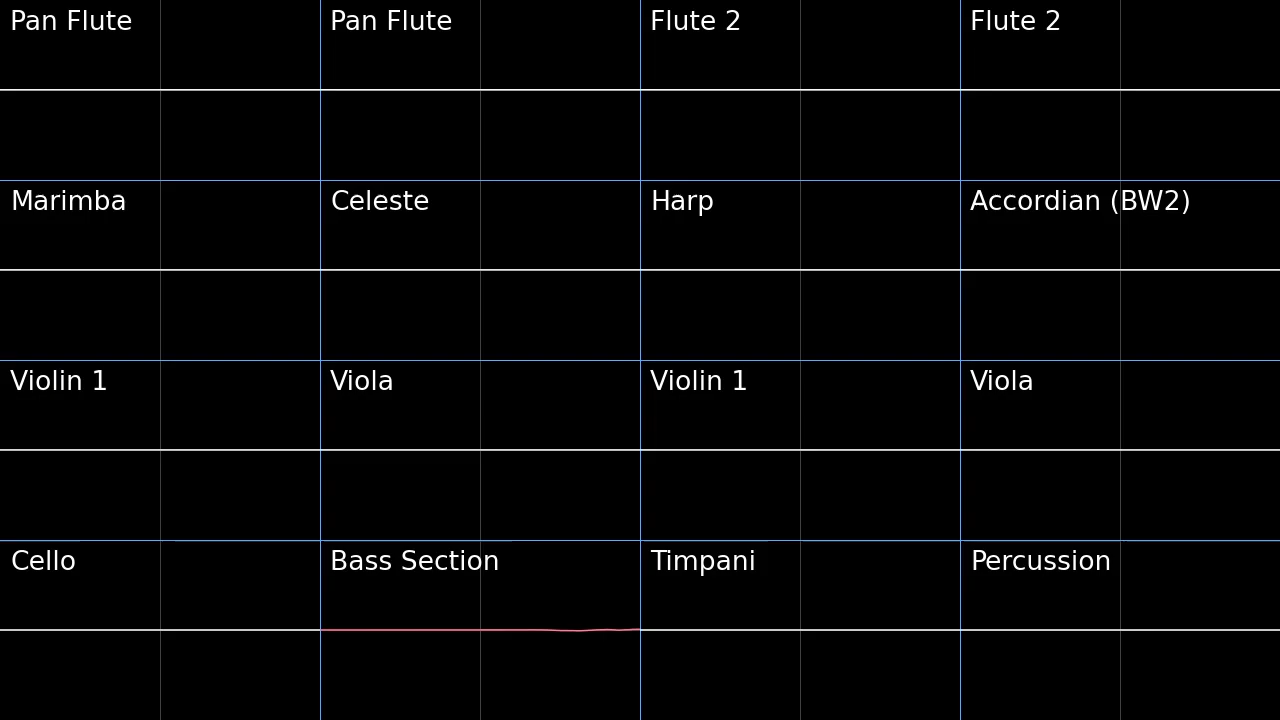 Pan Flute
Pan Flute
Flute 2
Flute 2
Marimba
Celeste
Harp
Accordian (BW2)
Violin 1
Viola
Violin 1
Viola
Cello
Bass Section
Timpani
Percussion